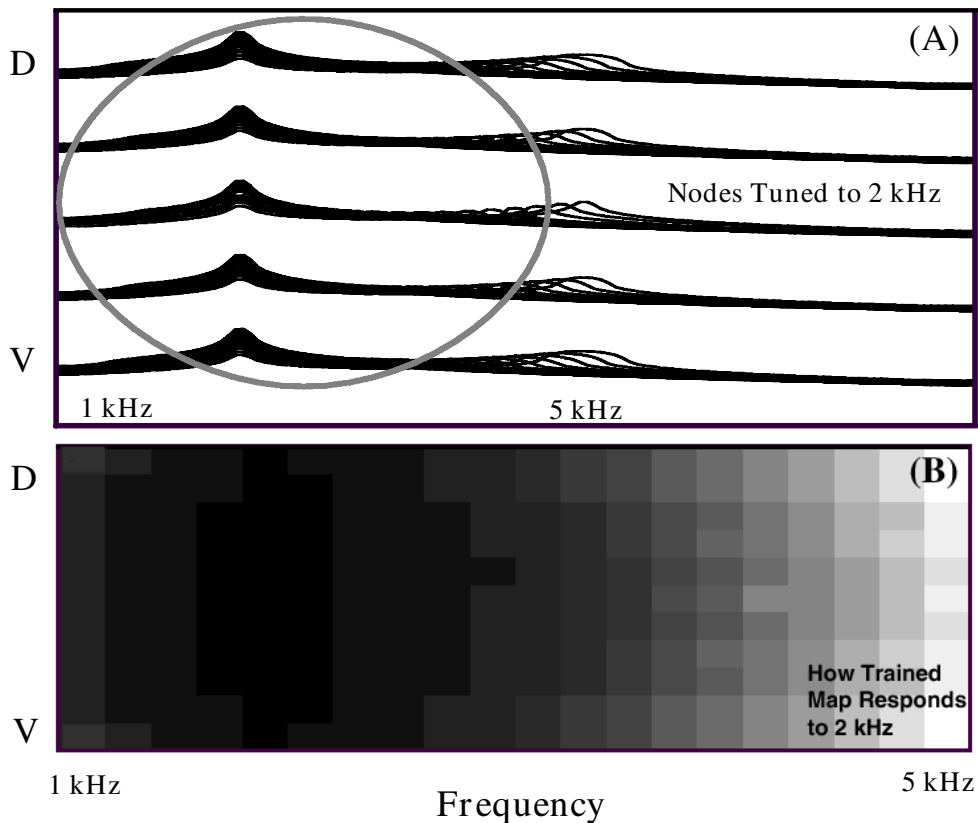 (A)
D
Nodes Tuned to 2 kHz
V
1 kHz
5 kHz
D
(B)
How Trained
Map Responds
to 2 kHz
V
1 kHz
5 kHz
Frequency